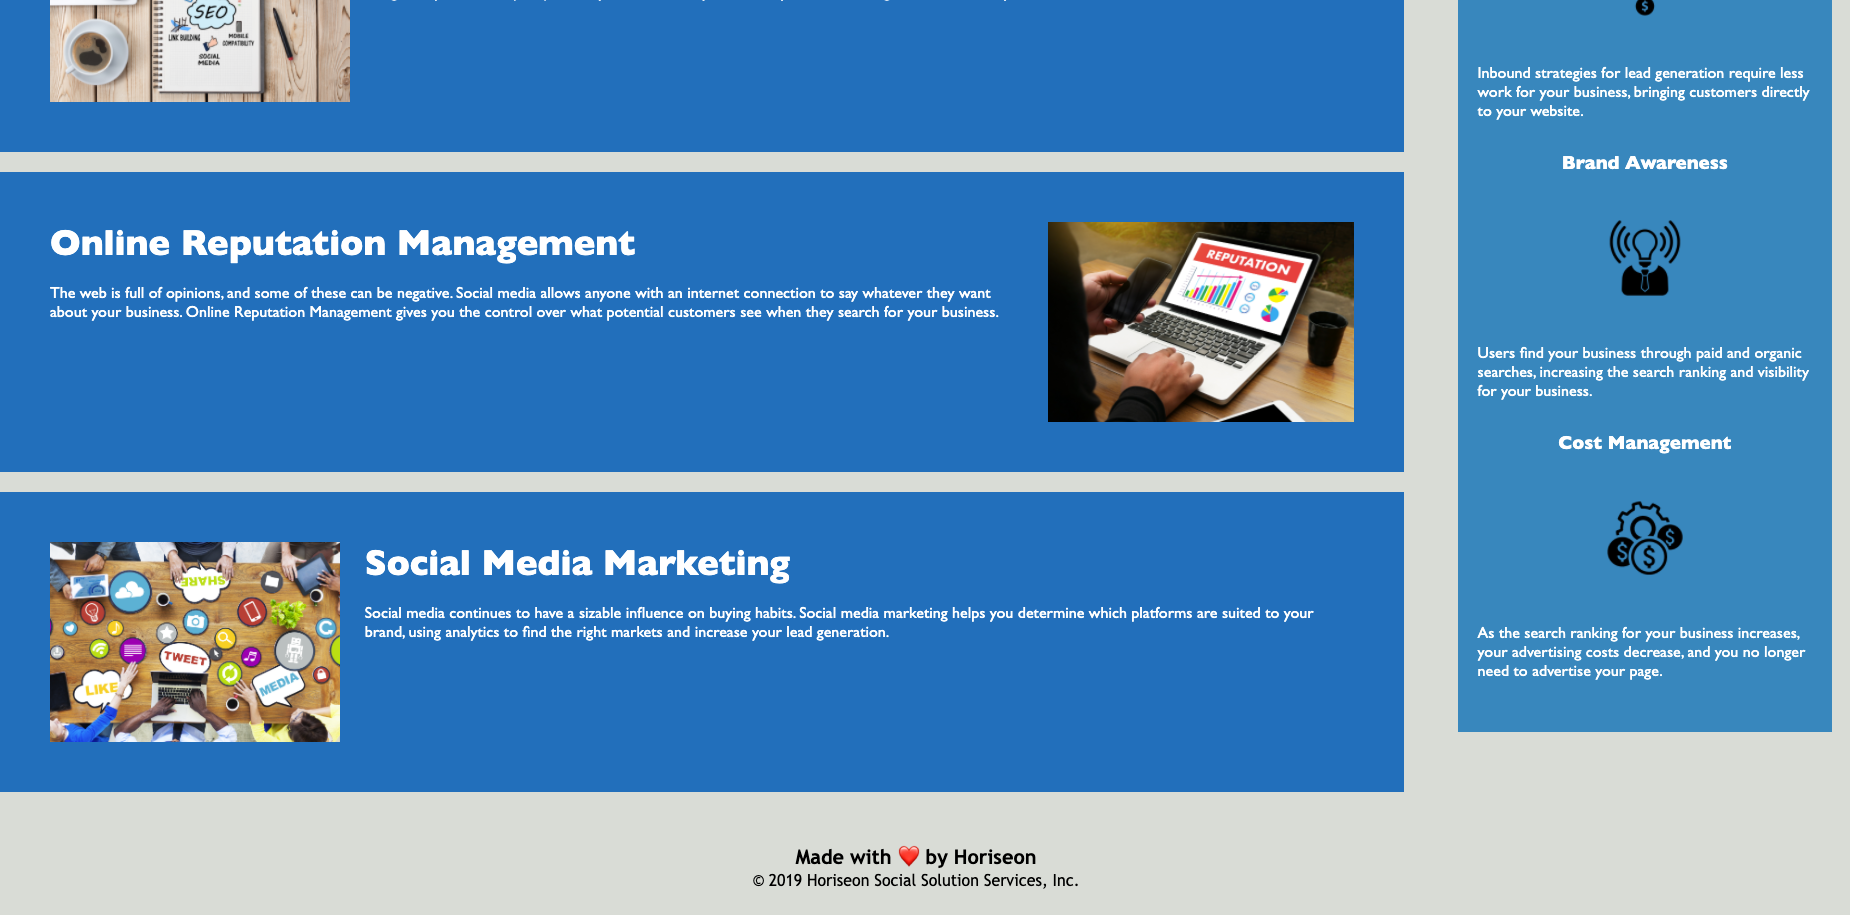 SEO
LINK BUILDING
MOBILE
COMPATIBILITY
SOCIAL
MEDIA
Online Reputation Management
The web is full of opinions, and some of these can be negative. Social media allows anyone with an internet connection to say whatever they want
about your business. Online Reputation Management gives you the control over what potential customers see when they search for your business.
REPUTATION
Social Media Marketing
Social media continues to have a sizable influence on buying habits. Social media marketing helps you determine which platforms are suited to your
brand, using analytics to find the right markets and increase your lead generation.
SHARE
TWEET
LIKE
MEDIA
Inbound strategies for lead generation require less
work for your business, bringing customers directly
to your website.
Brand Awareness
Users find your business through paid and organic
searches, increasing the search ranking and visibility
for your business.
Cost Management
$
$
$
As the search ranking for your business increases,
your advertising costs decrease, and you no longer
need to advertise your page.
Made with ❤️ by Horiseon
© 2019 Horiseon Social Solution Services, Inc.